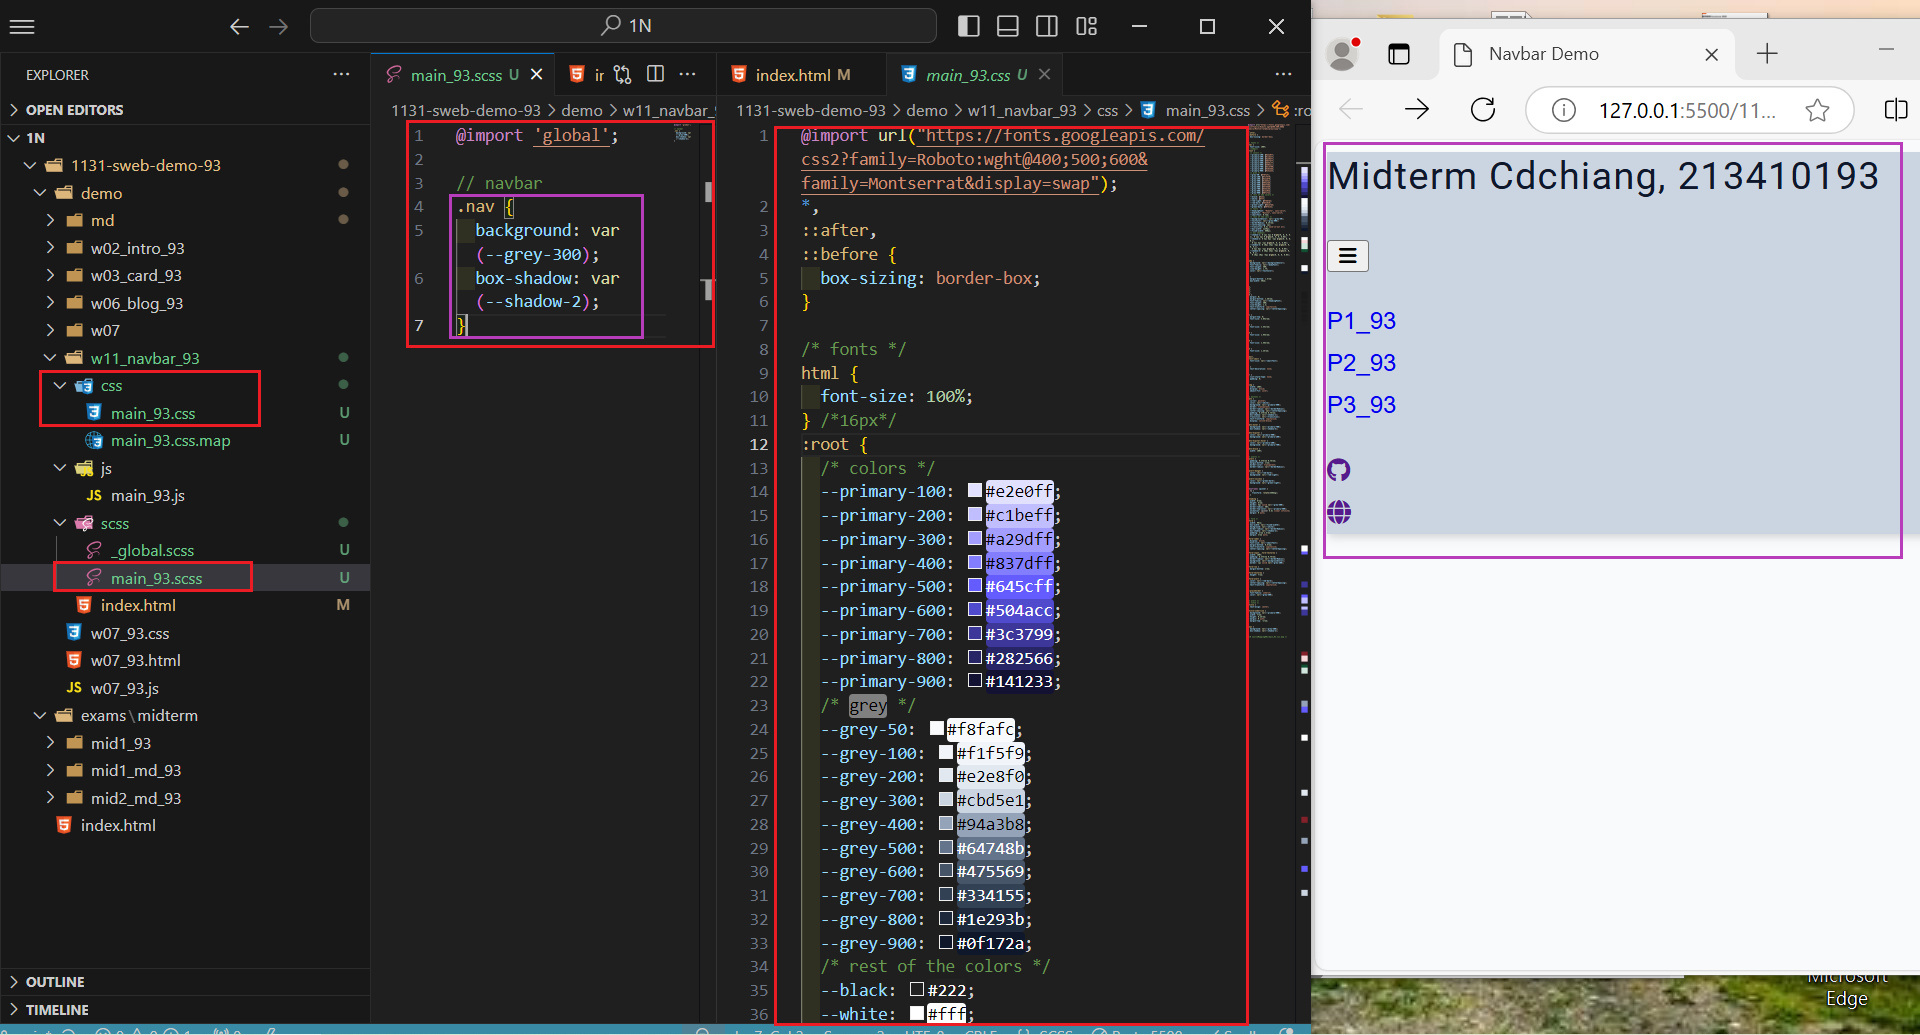 1N
EXPLORER
OPEN EDITORS
1N
1131-sweb-demo-93
demo
md
w02_intro_93
w03_card_93
w06_blog_93
w07
w11_navbar_93
css
main_93.css U
main_93.css.map U
js
JS main_93.js
scss
_global.scss U
main_93.scss U
index.html M
w07_93.css
w07_93.html
JS w07_93.js
exams\midterm
mid1_93
mid1_md_93
mid2_md_93
index.html
OUTLINE
TIMELINE
main_93.scss U
ir
1131-sweb-demo-93 > demo > w11_navbar_
1 @import 'global';
2
3 // navbar
4 .nav {
5 background: var
(--grey-300);
6 box-shadow: var
(--shadow-2);
7 }
index.html M
main_93.css U
1131-sweb-demo-93 > demo > w11_navbar_93 > css > main_93.css > :ro
1 @import url("https://fonts.googleapis.com/
css2?family=Roboto:wght@400;500;600&
family=Montserrat&display=swap");
2 *,
3 ::after,
4 ::before {
5 box-sizing: border-box;
6 }
7
8 /* fonts */
9 html {
10 font-size: 100%;
11 } /*16px*/
12 :root {
13 /* colors */
14 --primary-100: #e2e0ff;
15 --primary-200: #c1beff;
16 --primary-300: #a29dff;
17 --primary-400: #837dff;
18 --primary-500: #645cff;
19 --primary-600: #504acc;
20 --primary-700: #3c3799;
21 --primary-800: #282566;
22 --primary-900: #141233;
23 /* grey */
24 --grey-50: #f8fafc;
25 --grey-100: #f1f5f9;
26 --grey-200: #e2e8f0;
27 --grey-300: #cbd5e1;
28 --grey-400: #94a3b8;
29 --grey-500: #64748b;
30 --grey-600: #475569;
31 --grey-700: #334155;
32 --grey-800: #1e293b;
33 --grey-900: #0f172a;
34 /* rest of the colors */
35 --black: #222;
36 --white: #fff;
Navbar Demo
127.0.0.1:5500/11...
Midterm Cdchiang, 213410193
P1_93
P2_93
P3_93
Microsoft
Edge